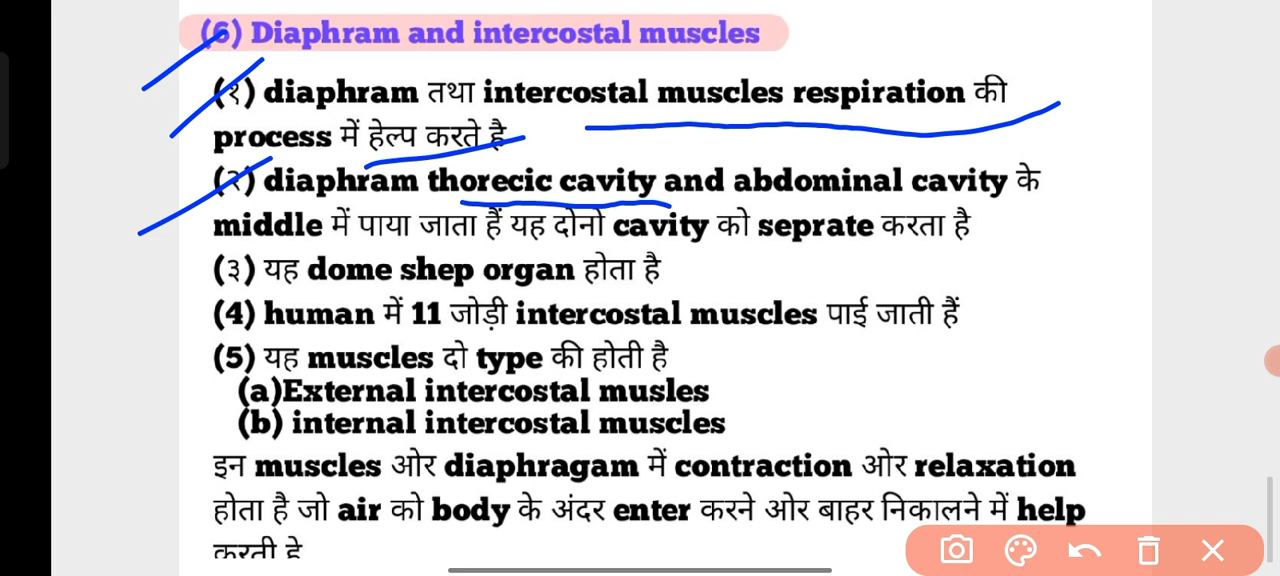 (6) Diaphram and intercostal muscles
(१) diaphram तथा intercostal muscles respiration की
process में हेल्प करते है
(२) diaphram thorecic cavity and abdominal cavity के
middle में पाया जाता हैं यह दोनो cavity को seprate करता है
(३) यह dome shep organ होता है
(4) human में 11 जोड़ी intercostal muscles पाई जाती हैं
(5) यह muscles दो type की होती है
(a)External intercostal musles
(b) internal intercostal muscles
इन muscles ओर diaphragam में contraction ओर relaxation
होता है जो air को body के अंदर enter करने ओर बाहर निकालने में help
करती हे